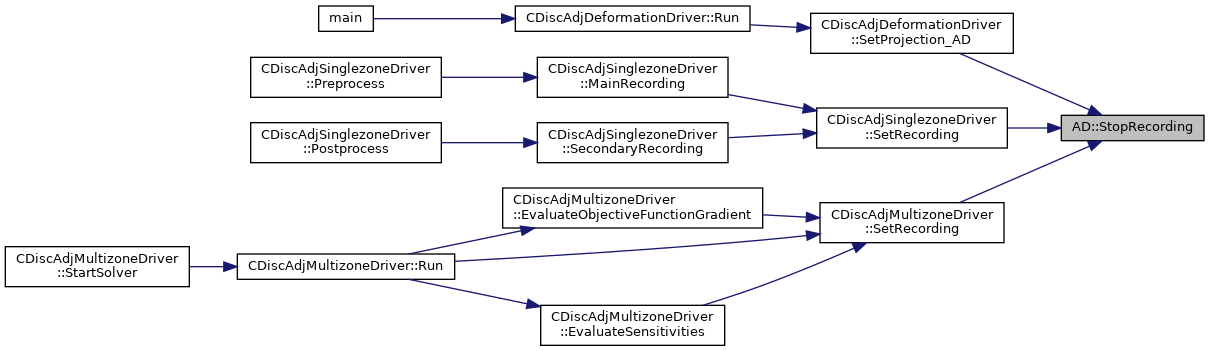 main
CDiscAdjDeformationDriver::Run
CDiscAdjDeformationDriver
::SetProjection_AD
CDiscAdjSinglezoneDriver
::Preprocess
CDiscAdjSinglezoneDriver
::MainRecording
CDiscAdjSinglezoneDriver
::SetRecording
AD::StopRecording
CDiscAdjSinglezoneDriver
::Postprocess
CDiscAdjSinglezoneDriver
::SecondaryRecording
CDiscAdjMultizoneDriver
::EvaluateObjectiveFunctionGradient
CDiscAdjMultizoneDriver
::SetRecording
CDiscAdjMultizoneDriver
::StartSolver
CDiscAdjMultizoneDriver::Run
CDiscAdjMultizoneDriver
::EvaluateSensitivities